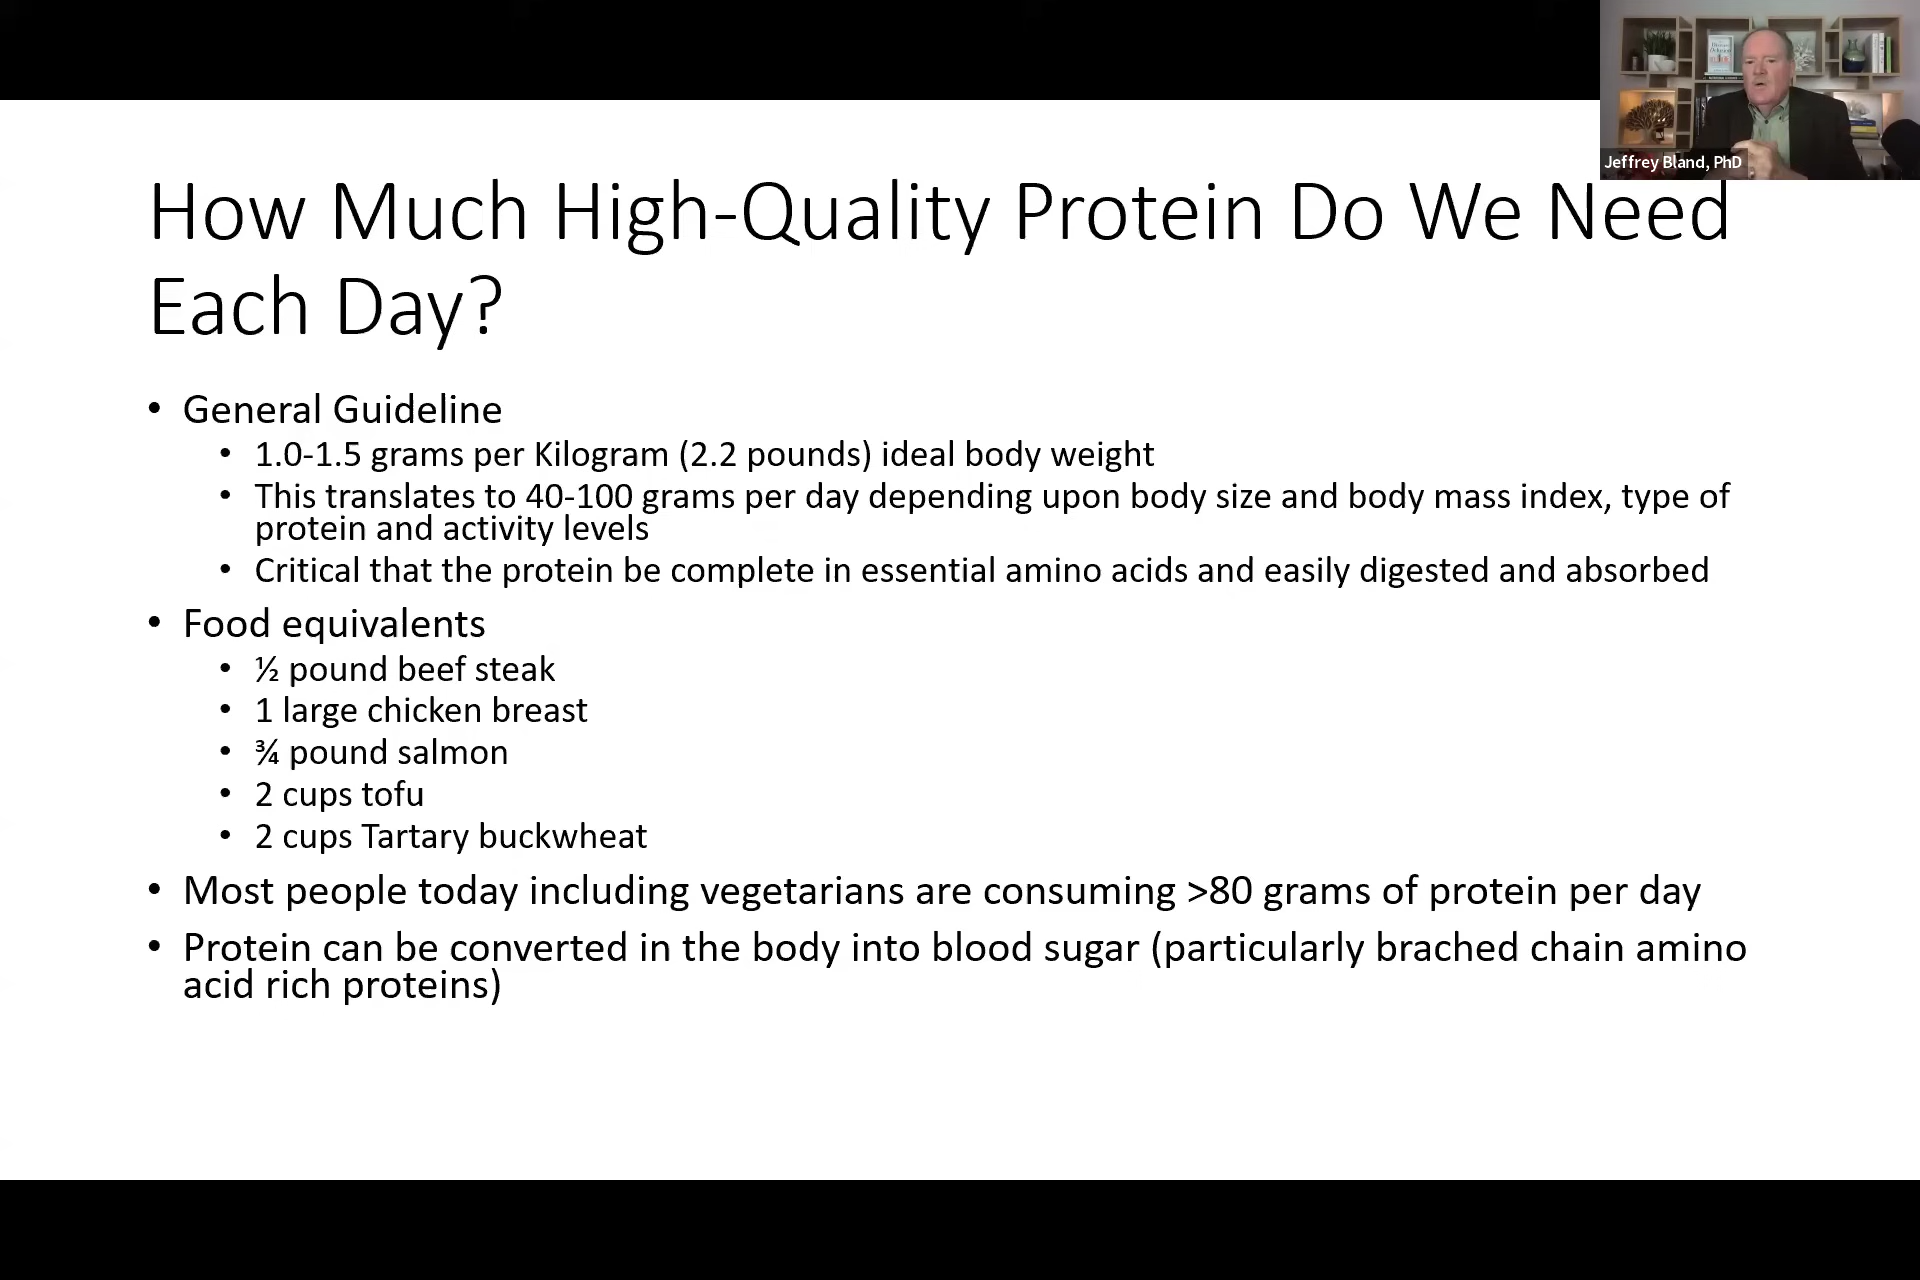 Jeffrey Bland, PhD
How Much High-Quality Protein Do We Need
Each Day?
• General Guideline
• 1.0-1.5 grams per Kilogram (2.2 pounds) ideal body weight
• This translates to 40-100 grams per day depending upon body size and body mass index, type of
protein and activity levels
• Critical that the protein be complete in essential amino acids and easily digested and absorbed
• Food equivalents
• ½ pound beef steak
• 1 large chicken breast
• ¾ pound salmon
• 2 cups tofu
• 2 cups Tartary buckwheat
• Most people today including vegetarians are consuming >80 grams of protein per day
• Protein can be converted in the body into blood sugar (particularly brached chain amino
acid rich proteins)